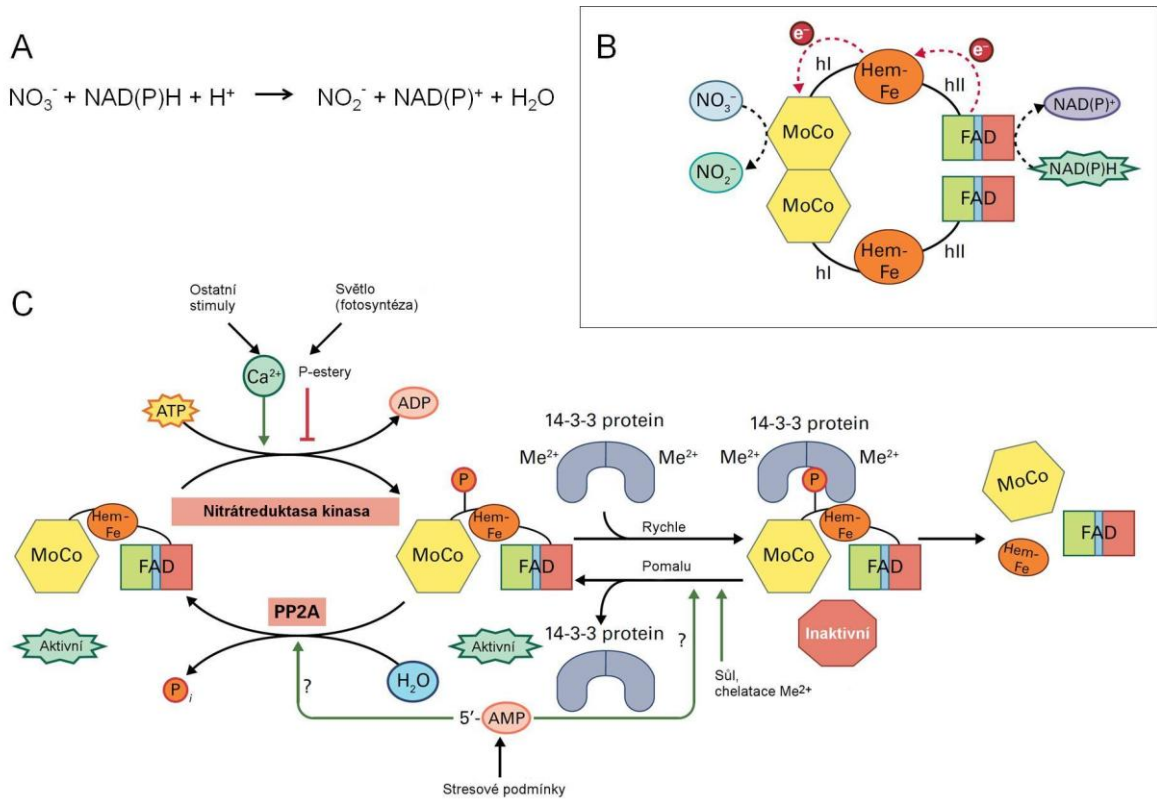 A
NO₃⁻ + NAD(P)H + H⁺ → NO₂⁻ + NAD(P)⁺ + H₂O
B
e⁻
e⁻
hI
Hem-
Fe
hII
NO₃⁻
NAD(P)⁺
MoCo
FAD
NO₂⁻
NAD(P)H
MoCo
FAD
hI
Hem-
Fe
hII
C
Ostatní
stimuly
Světlo
(fotosyntéza)
Ca²⁺
P-estery
ATP
ADP
Nitrátreduktasa kinasa
MoCo
Hem-
Fe
FAD
Aktivní
PP2A
P i
?
H₂O
P
MoCo
Hem-
Fe
FAD
Aktivní
14-3-3 protein
Me²⁺
Me²⁺
Rychle
Pomalu
14-3-3 protein
?
5'-AMP
Stresové podmínky
Sůl,
chelatace Me²⁺
14-3-3 protein
Me²⁺
Me²⁺
P
MoCo
Hem-
Fe
FAD
Inaktivní
MoCo
Hem-
Fe
FAD